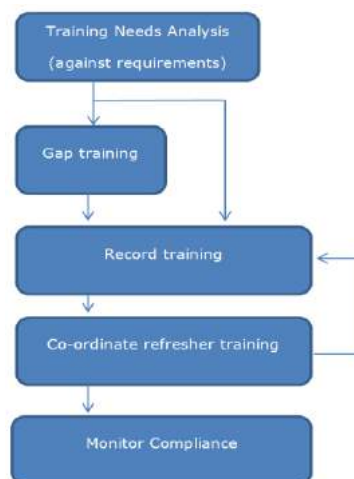 Training Needs Analysis
(against requirements)
Gap training
Record training
Co-ordinate refresher training
Monitor Compliance